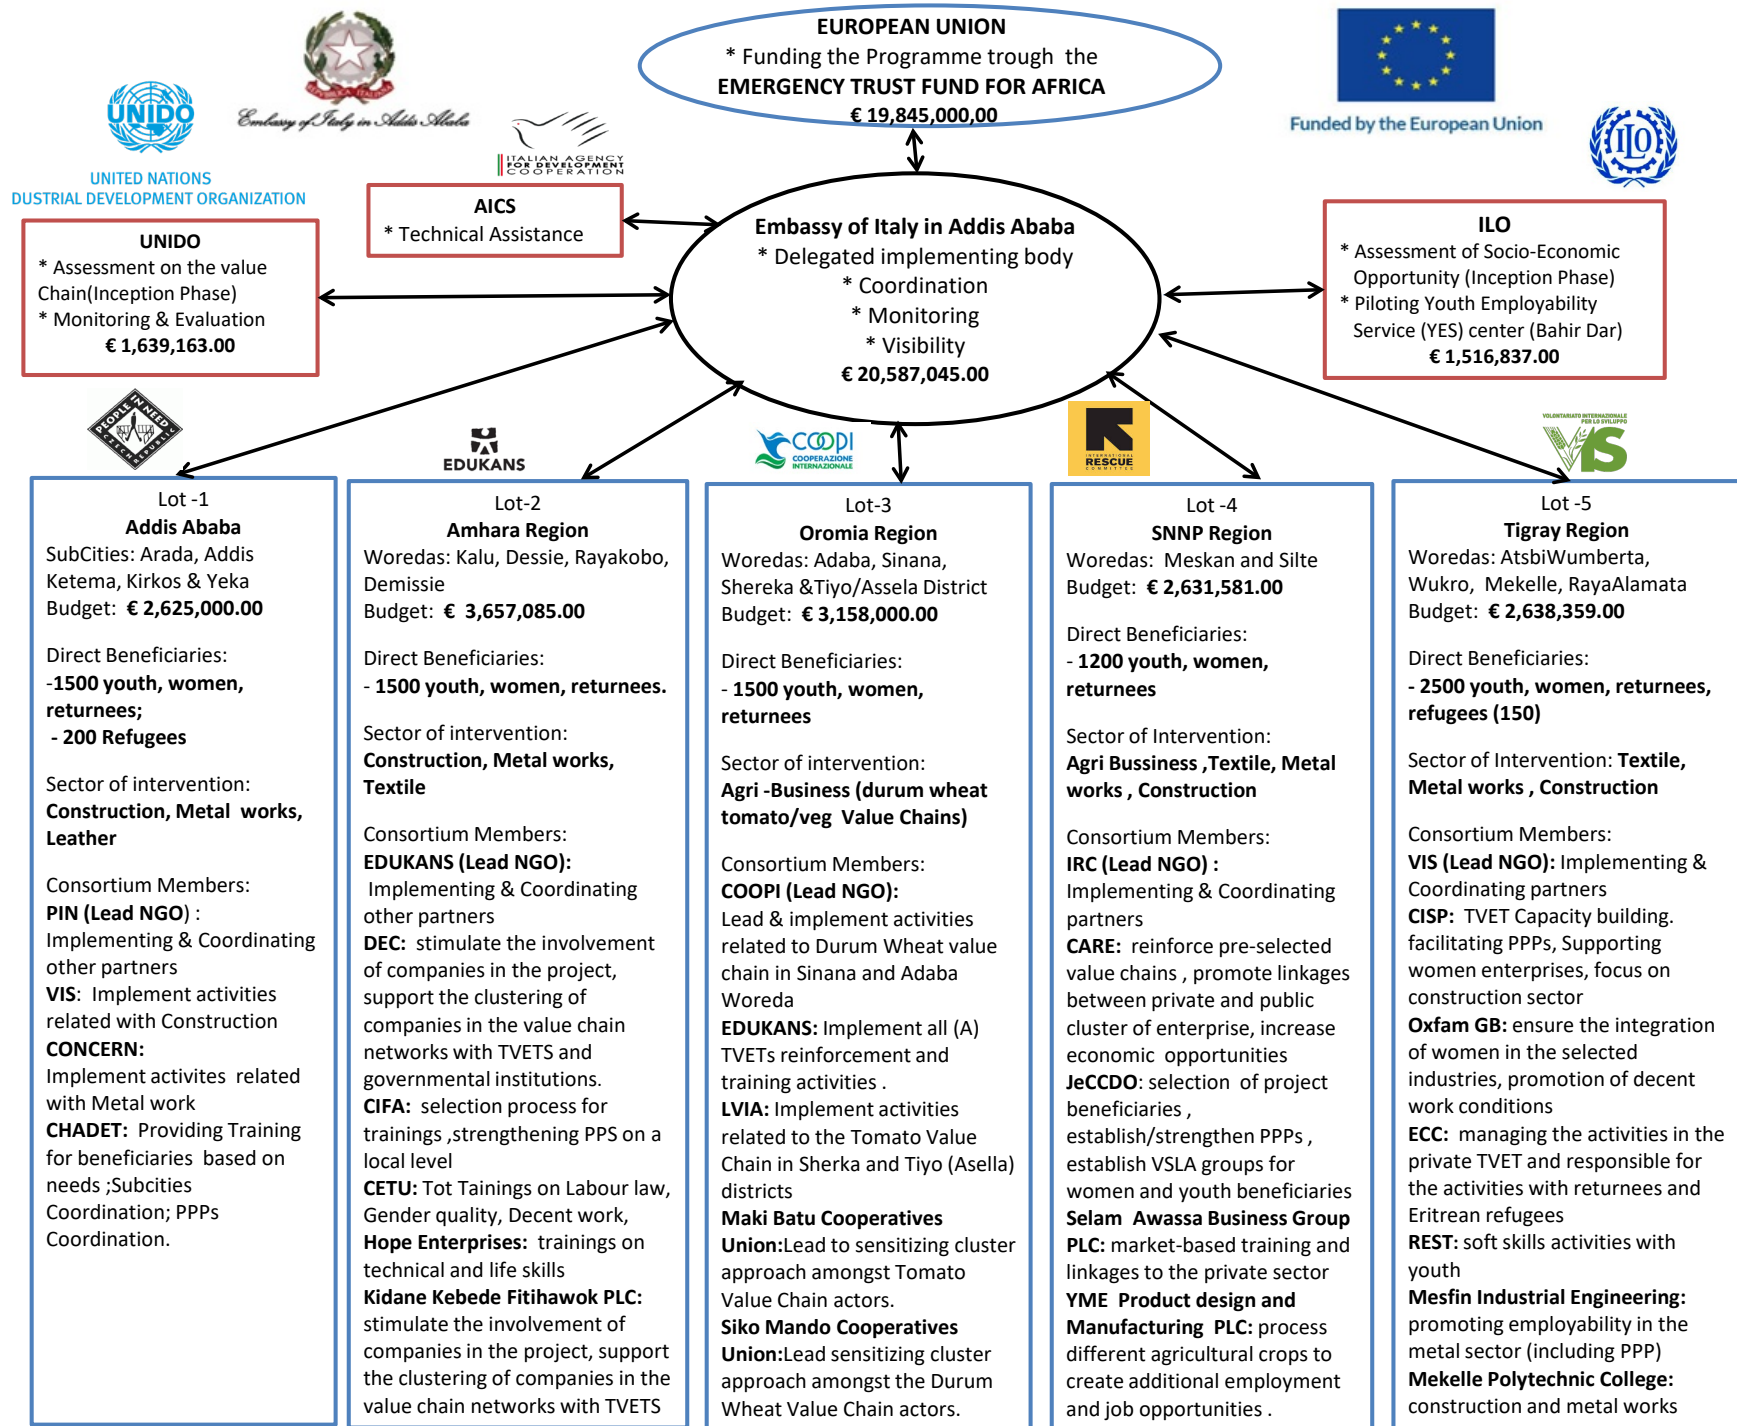 EUROPEAN UNION
* Funding the Programme trough the
EMERGENCY TRUST FUND FOR AFRICA
€ 19,845,000,00
Embassy of Italy in Addis Ababa
REPVBBLICA ITALIANA
UNIDO
UNITED NATIONS
DUSTRIAL DEVELOPMENT ORGANIZATION
ITALIAN AGENCY
FOR DEVELOPMENT
COOPERATION
Funded by the European Union
ILO
UNIDO
* Assessment on the value
Chain(Inception Phase)
* Monitoring & Evaluation
€ 1,639,163.00
AICS
* Technical Assistance
Embassy of Italy in Addis Ababa
* Delegated implementing body
* Coordination
* Monitoring
* Visibility
€ 20,587,045.00
ILO
* Assessment of Socio-Economic
Opportunity (Inception Phase)
* Piloting Youth Employability
Service (YES) center (Bahir Dar)
€ 1,516,837.00
PEOPLE IN NEED
CZECH REPUBLIC
EDUKANS
COOPI
COOPERAZIONE
INTERNAZIONALE
INTERNATIONAL
RESCUE
COMMITTEE
VOLONTARIATO INTERNAZIONALE
PER LO SVILUPPO
VIS
Lot -1
Addis Ababa
SubCities: Arada, Addis
Ketema, Kirkos & Yeka
Budget: € 2,625,000.00
Direct Beneficiaries:
-1500 youth, women,
returnees;
- 200 Refugees
Sector of intervention:
Construction, Metal works,
Leather
Consortium Members:
PIN (Lead NGO) :
Implementing & Coordinating
other partners
VIS: Implement activities
related with Construction
CONCERN:
Implement activites related
with Metal work
CHADET: Providing Training
for beneficiaries based on
needs ;Subcities
Coordination; PPPs
Coordination.
Lot-2
Amhara Region
Woredas: Kalu, Dessie, Rayakobo,
Demissie
Budget: € 3,657,085.00
Direct Beneficiaries:
- 1500 youth, women, returnees.
Sector of intervention:
Construction, Metal works,
Textile
Consortium Members:
EDUKANS (Lead NGO):
Implementing & Coordinating
other partners
DEC: stimulate the involvement
of companies in the project,
support the clustering of
companies in the value chain
networks with TVETS and
governmental institutions.
CIFA: selection process for
trainings ,strengthening PPS on a
local level
CETU: Tot Tainings on Labour law,
Gender quality, Decent work,
Hope Enterprises: trainings on
technical and life skills
Kidane Kebede Fitihawok PLC:
stimulate the involvement of
companies in the project, support
the clustering of companies in the
value chain networks with TVETS
Lot-3
Oromia Region
Woredas: Adaba, Sinana,
Shereka &Tiyo/Assela District
Budget: € 3,158,000.00
Direct Beneficiaries:
- 1500 youth, women,
returnees
Sector of intervention:
Agri -Business (durum wheat
tomato/veg Value Chains)
Consortium Members:
COOPI (Lead NGO):
Lead & implement activities
related to Durum Wheat value
chain in Sinana and Adaba
Woreda
EDUKANS: Implement all (A)
TVETs reinforcement and
training activities .
LVIA: Implement activities
related to the Tomato Value
Chain in Sherka and Tiyo (Asella)
districts
Maki Batu Cooperatives
Union:Lead to sensitizing cluster
approach amongst Tomato
Value Chain actors.
Siko Mando Cooperatives
Union:Lead sensitizing cluster
approach amongst the Durum
Wheat Value Chain actors.
Lot -4
SNNP Region
Woredas: Meskan and Silte
Budget: € 2,631,581.00
Direct Beneficiaries:
- 1200 youth, women,
returnees
Sector of Intervention:
Agri Bussiness ,Textile, Metal
works , Construction
Consortium Members:
IRC (Lead NGO) :
Implementing & Coordinating
partners
CARE: reinforce pre-selected
value chains , promote linkages
between private and public
cluster of enterprise, increase
economic opportunities
JeCCDO: selection of project
beneficiaries ,
establish/strengthen PPPs ,
establish VSLA groups for
women and youth beneficiaries
Selam Awassa Business Group
PLC: market-based training and
linkages to the private sector
YME Product design and
Manufacturing PLC: process
different agricultural crops to
create additional employment
and job opportunities .
Lot -5
Tigray Region
Woredas: AtsbiWumberta,
Wukro, Mekelle, RayaAlamata
Budget: € 2,638,359.00
Direct Beneficiaries:
- 2500 youth, women, returnees,
refugees (150)
Sector of Intervention: Textile,
Metal works , Construction
Consortium Members:
VIS (Lead NGO): Implementing &
Coordinating partners
CISP: TVET Capacity building.
facilitating PPPs, Supporting
women enterprises, focus on
construction sector
Oxfam GB: ensure the integration
of women in the selected
industries, promotion of decent
work conditions
ECC: managing the activities in the
private TVET and responsible for
the activities with returnees and
Eritrean refugees
REST: soft skills activities with
youth
Mesfin Industrial Engineering:
promoting employability in the
metal sector (including PPP)
Mekelle Polytechnic College:
construction and metal works